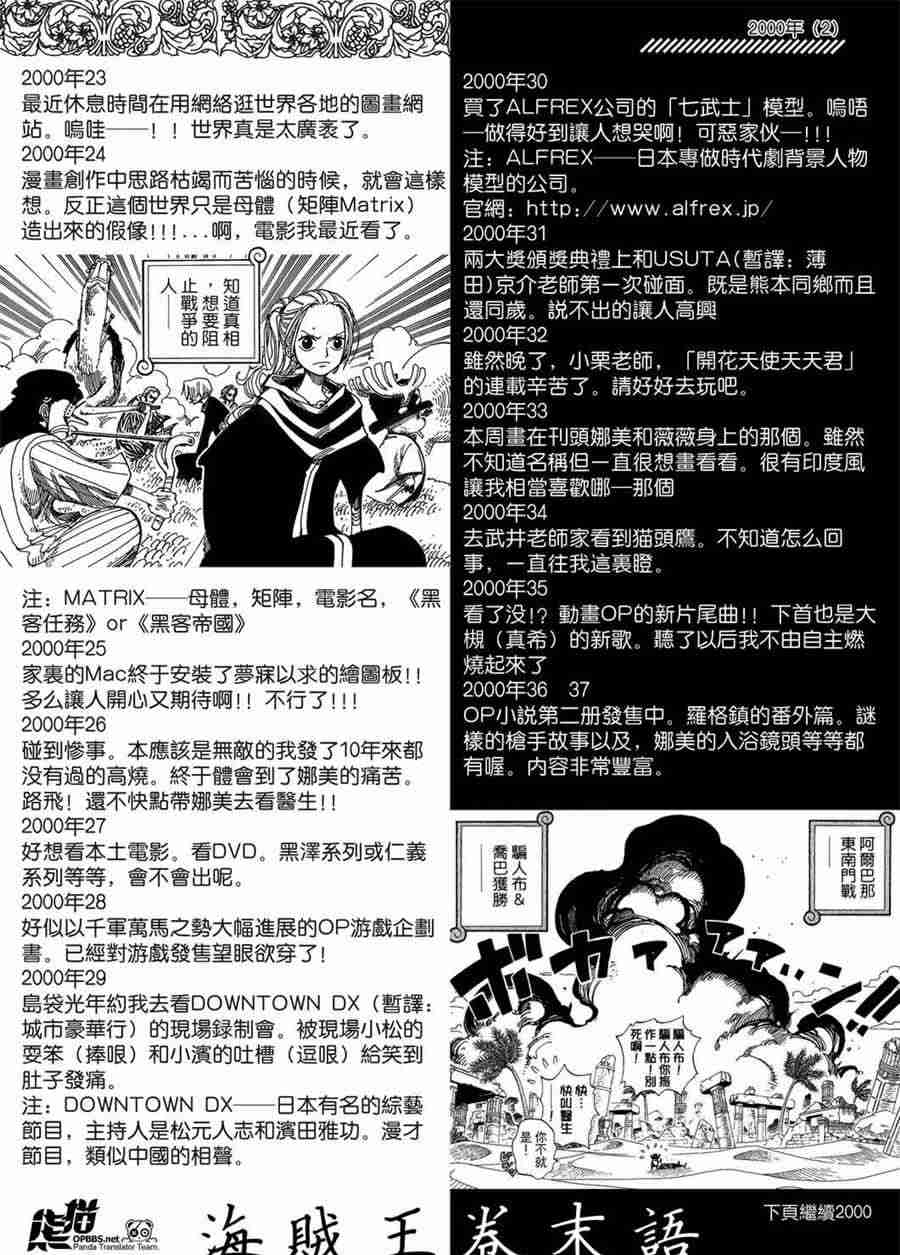 2000年（2）
2000年23
最近休息時間在用網絡逛世界各地的圖畫網
站。嗚哇——！！世界真是太廣袤了。
2000年24
漫畫創作中思路枯竭而苦惱的時候，就會這樣
想。反正這個世界只是母體（矩陣Matrix）
造出來的假像!!!...啊，電影我最近看了。
知道真相
，想要阻
止戰爭的
人——
注：MATRIX——母體，矩陣，電影名，《黑
客任務》or《黑客帝國》
2000年25
家裏的Mac終于安裝了夢寐以求的繪圖板!!
多么讓人開心又期待啊!! 不行了!!!
2000年26
碰到慘事。本應該是無敵的我發了10年來都
没有過的高燒。終于體會到了娜美的痛苦。
路飛! 還不快點帶娜美去看醫生!!
2000年27
好想看本土電影。看DVD。黑澤系列或仁義
系列等等，會不會出呢。
2000年28
好似以千軍萬馬之勢大幅進展的OP游戲企劃
書。已經對游戲發售望眼欲穿了!
2000年29
島袋光年約我去看DOWNTOWN DX（暫譯：
城市豪華行）的現場録制會。被現場小松的
耍笨（捧哏）和小濱的吐槽（逗哏）給笑到
肚子發痛。
注：DOWNTOWN DX——日本有名的綜藝
節目，主持人是松元人志和濱田雅功。漫才
節目，類似中國的相聲。
2000年30
買了ALFREX公司的「七武士」模型。嗚唔
—做得好到讓人想哭啊! 可惡家伙—!!!
注：ALFREX——日本專做時代劇背景人物
模型的公司。
官網：http://www.alfrex.jp/
2000年31
兩大獎頒獎典禮上和USUTA(暫譯：薄
田)京介老師第一次碰面。既是熊本同鄉而且
還同歲。説不出的讓人高興
2000年32
雖然晚了，小栗老師，「開花天使天天君」
的連載辛苦了。請好好去玩吧。
2000年33
本周畫在刊頭娜美和薇薇身上的那個。雖然
不知道名稱但一直很想畫看看。很有印度風
讓我相當喜歡哪—那個
2000年34
去武井老師家看到猫頭鷹。不知道怎么回
事，一直往我這裏瞪。
2000年35
看了没!? 動畫OP的新片尾曲!! 下首也是大
槻（真希）的新歌。聽了以后我不由自主燃
燒起來了
2000年36　37
OP小説第二册發售中。羅格鎮的番外篇。謎
樣的槍手故事以及，娜美的入浴鏡頭等等都
有喔。内容非常豐富。
阿爾巴那
東南門戰
騙人布&
喬巴獲勝
——
ボカアァァン
騙人布!
騙人布你振
作一點!别
死啊!
快…
快叫醫生
你不就
是!
下頁繼續2000
熊猫
OPBBS.net
Panda Translator Team.
海賊王 卷末語